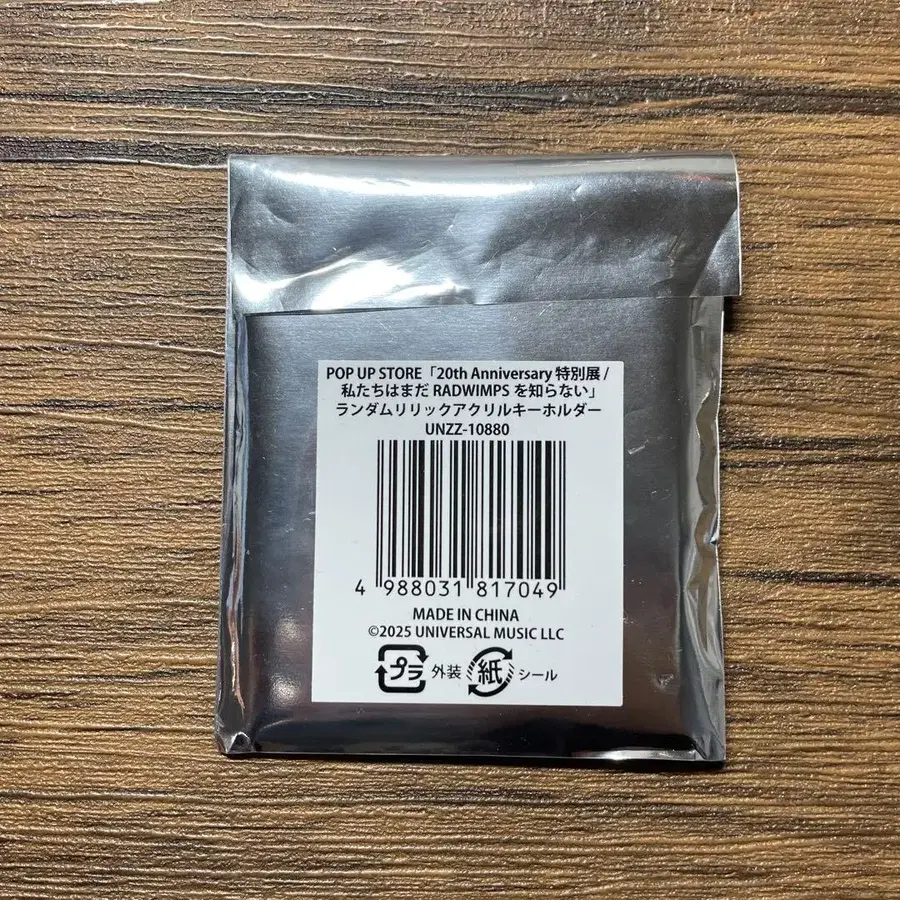 POP UP STORE「20th Anniversary 特別展 /
私たちはまだ RADWIMPS を知らない」
ランダムリリックアクリルキーホルダー
UNZZ-10880
4 988031 817049
MADE IN CHINA
©2025 UNIVERSAL MUSIC LLC
プラ 外装 紙 シール